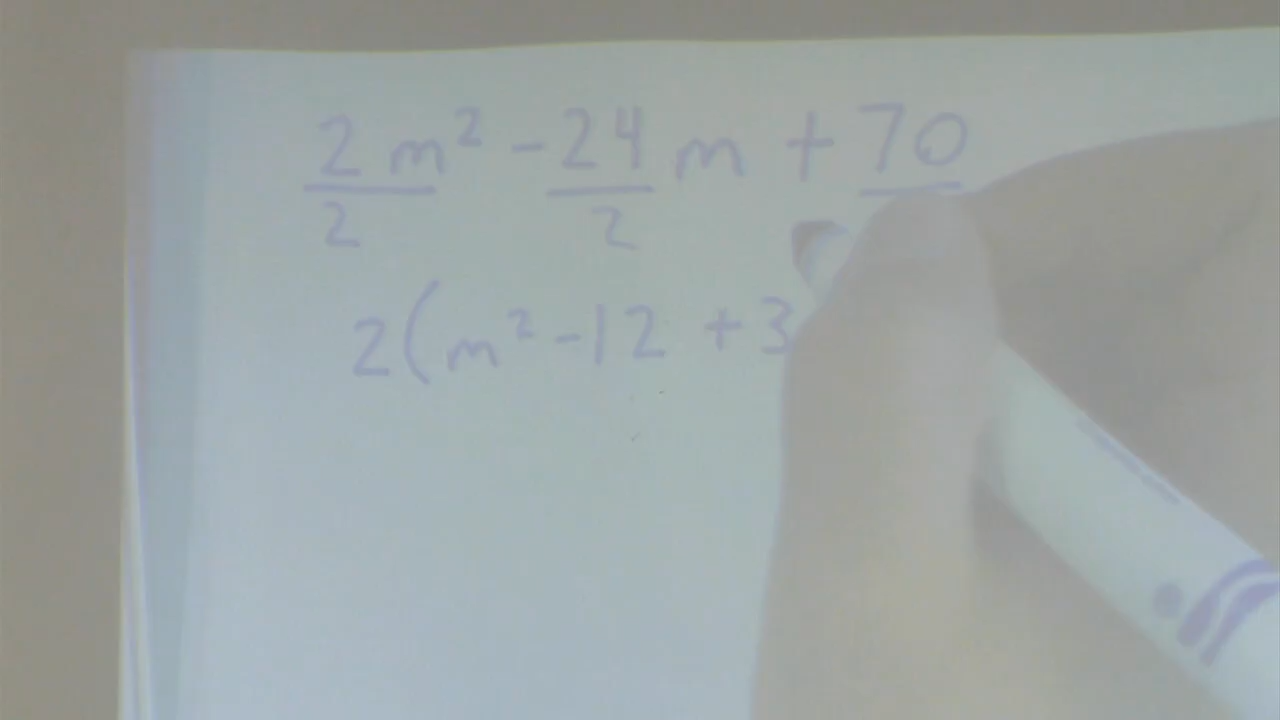 2m² - 24m + 70
2 2
2(m² - 12 + 3